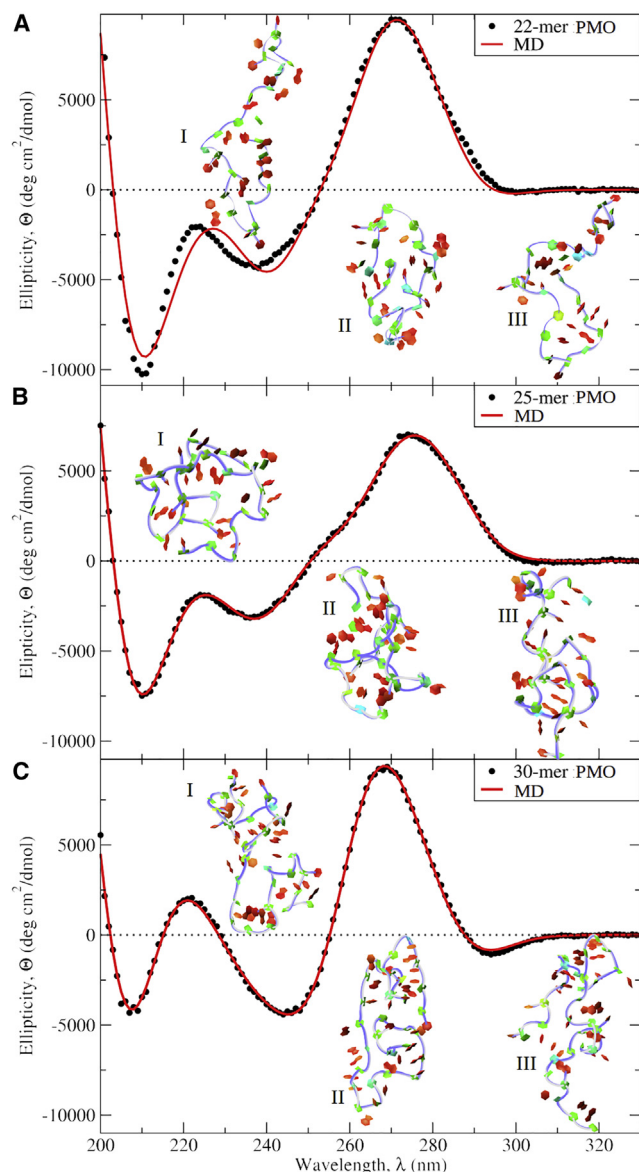 A
22-mer PMO
MD
5000
0
-5000
-10000
Ellipticity, Θ (deg cm²/dmol)
I
II
III
B
25-mer PMO
MD
5000
0
-5000
-10000
Elipticity, Θ (deg cm²/dmol)
I
II
III
C
30-mer PMO
MD
5000
0
-5000
-10000
Ellipticity, Θ (deg cm²/dmol)
I
II
III
200 220 240 260 280 300 320
Wavelength, λ (nm)